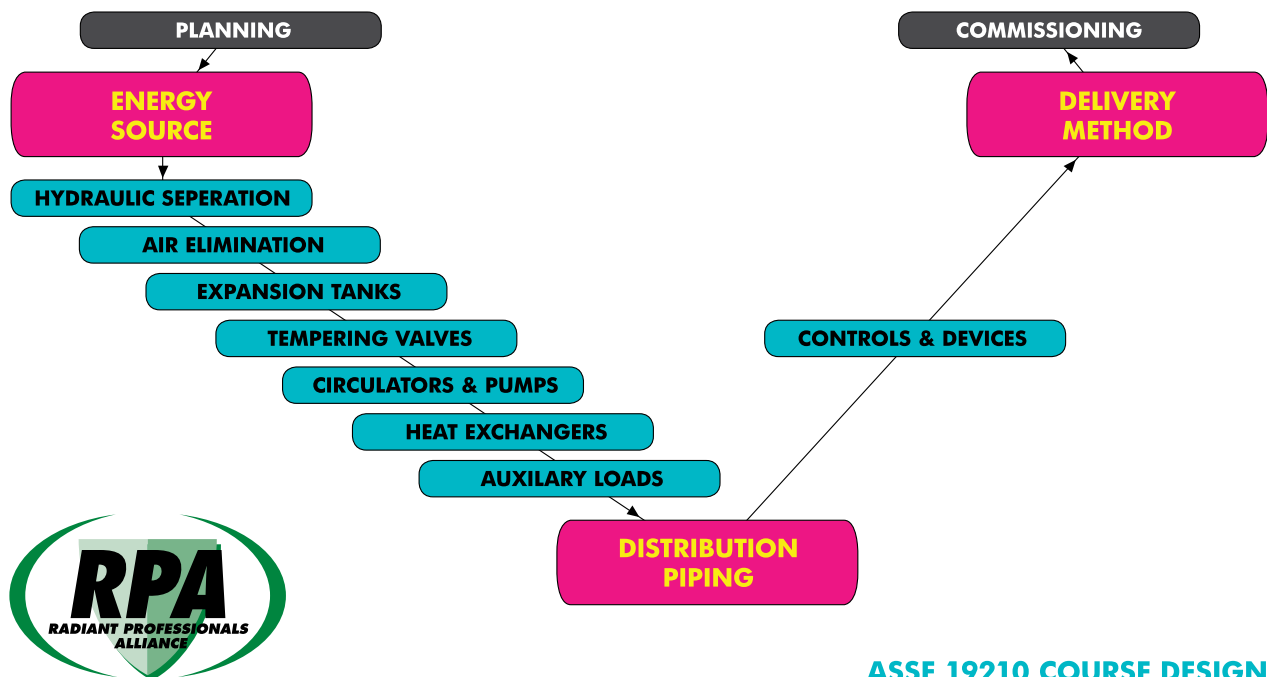 PLANNING
COMMISSIONING
ENERGY
SOURCE
DELIVERY
METHOD
HYDRAULIC SEPERATION
AIR ELIMINATION
EXPANSION TANKS
TEMPERING VALVES
CONTROLS & DEVICES
CIRCULATORS & PUMPS
HEAT EXCHANGERS
AUXILARY LOADS
DISTRIBUTION
PIPING
RPA
RADIANT PROFESSIONALS
ALLIANCE
ASSE 19210 COURSE DESIGN